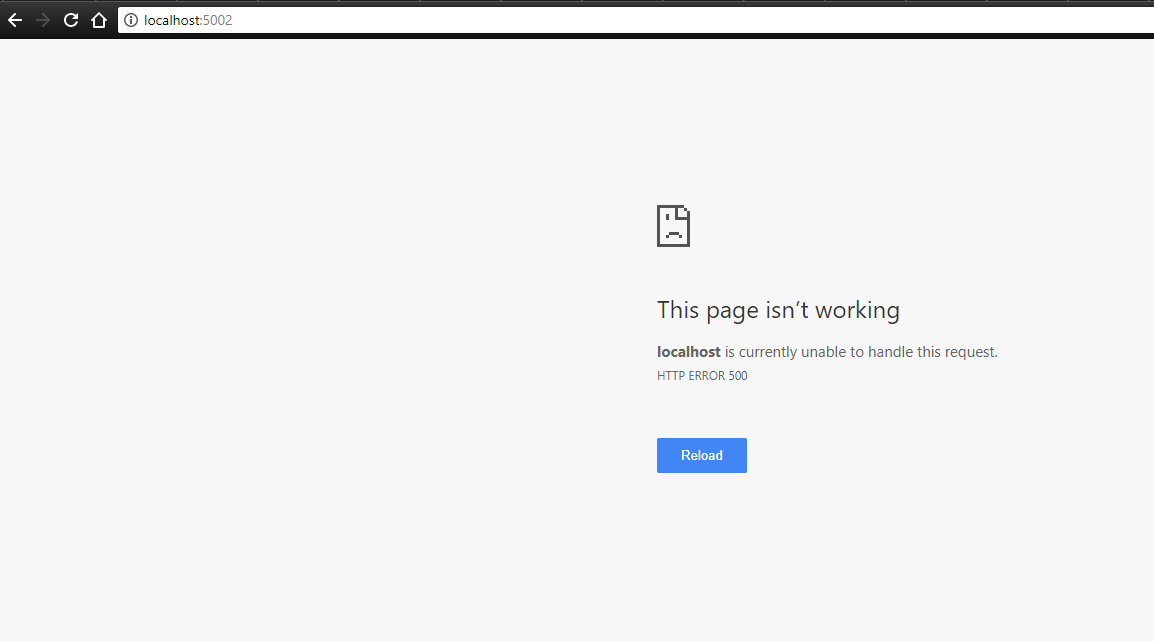 localhost:5002
This page isn’t working
localhost is currently unable to handle this request.
HTTP ERROR 500
Reload